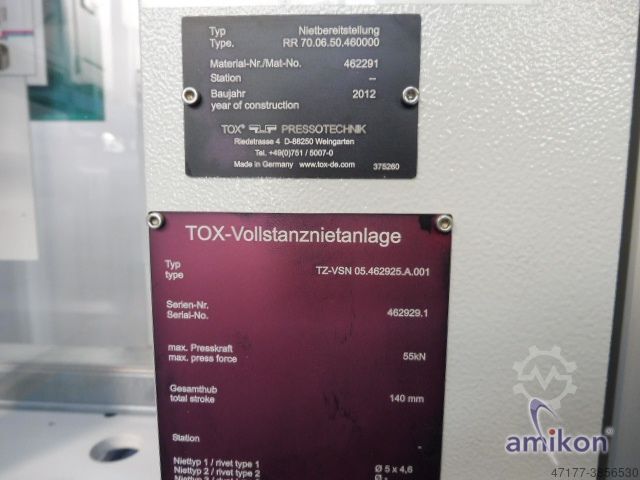 Typ Nietbereitstellung
Type. RR 70.06.50.460000
Material-Nr./Mat-No. 462291
Station --
Baujahr 2012
year of construction
TOX® PRESSOTECHNIK
Riedstrasse 4 D-88250 Weingarten
Tel. +49(0)751 / 5007-0
Made in Germany www.tox-de.com 375260
TOX-Vollstanznietanlage
Typ TZ-VSN 05.462925.A.001
type
Serien-Nr. 462929.1
Serial-No.
max. Presskraft 55kN
max. press force
Gesamthub 140 mm
total stroke
Station
Niettyp 1 / rivet type 1 Ø 5 x 4,6
Niettyp 2 / rivet type 2 Ø -
amikon®
47177-3856530